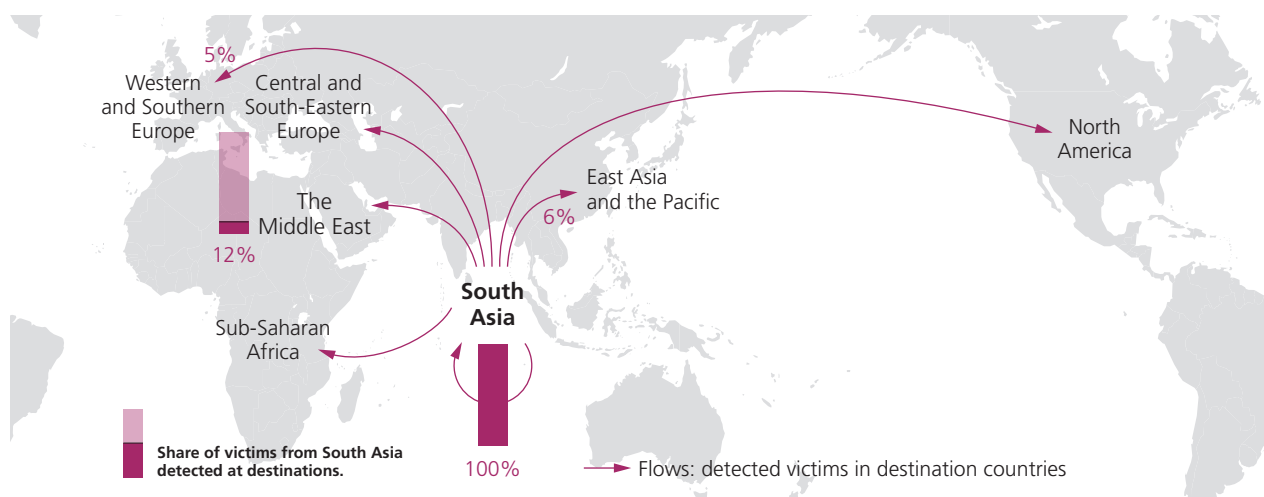 5%
Western
and Southern
Europe
Central and
South-Eastern
Europe
North
America
The
Middle East
East Asia
and the Pacific
6%
12%
South
Asia
Sub-Saharan
Africa
Share of victims from South Asia
detected at destinations.
100%
Flows: detected victims in destination countries